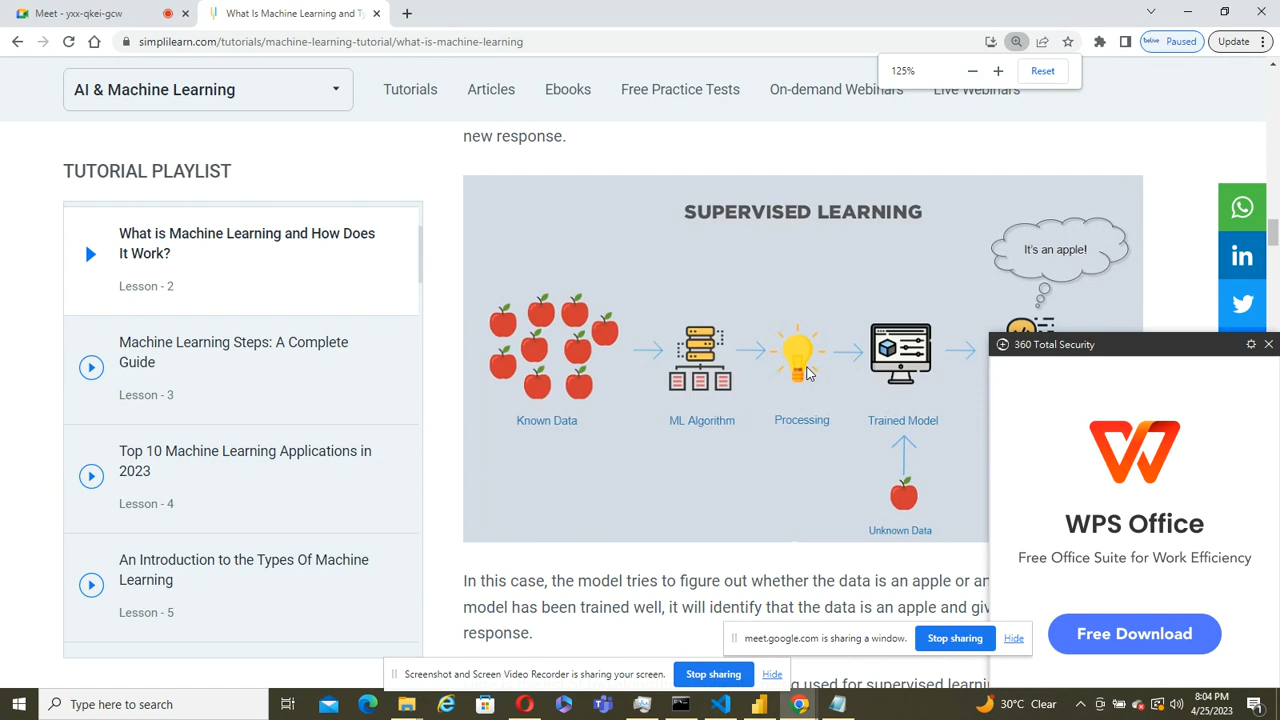 Meet - yxx-qkei-gcw
What Is Machine Learning and Ty
simplilearn.com/tutorials/machine-learning-tutorial/what-is-machine-lerning
Paused
Update
125%
Reset
AI & Machine Learning
Tutorials
Articles
Ebooks
Free Practice Tests
On-demand Webinars
Live Webinars
new response.
TUTORIAL PLAYLIST
What is Machine Learning and How Does
It Work?
Lesson - 2
Machine Learning Steps: A Complete
Guide
Lesson - 3
Top 10 Machine Learning Applications in
2023
Lesson - 4
An Introduction to the Types Of Machine
Learning
Lesson - 5
SUPERVISED LEARNING
It's an apple!
Known Data
ML Algorithm
Processing
Trained Model
Unknown Data
in
360 Total Security
WPS Office
Free Office Suite for Work Efficiency
Free Download
In this case, the model tries to figure out whether the data is an apple or an
model has been trained well, it will identify that the data is an apple and giv
response.
meet.google.com is sharing a window.
Stop sharing
Hide
Screenshot and Screen Video Recorder is sharing your screen.
Stop sharing
Hide
g used for supervised learnin
Type here to search
30°C Clear
8:04 PM
4/25/2023